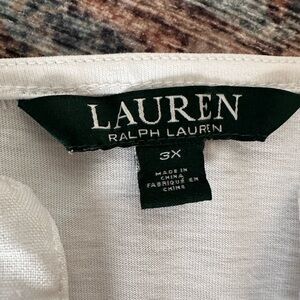 LAUREN
RALPH LAUREN
3X
MADE IN
CHINA
FABRIQUÉ EN
CHINE